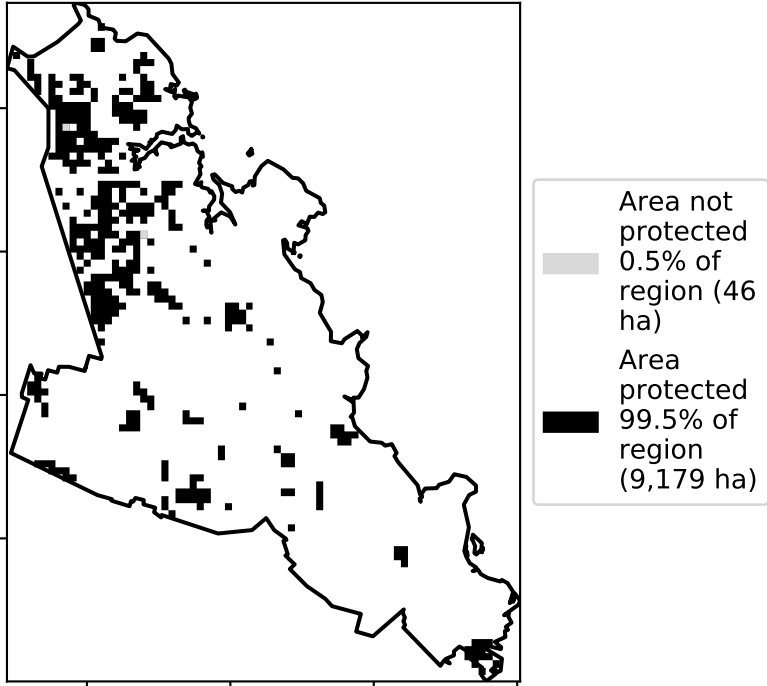 Area not
protected
0.5% of
region (46
ha)
Area
protected
99.5% of
region
(9,179 ha)